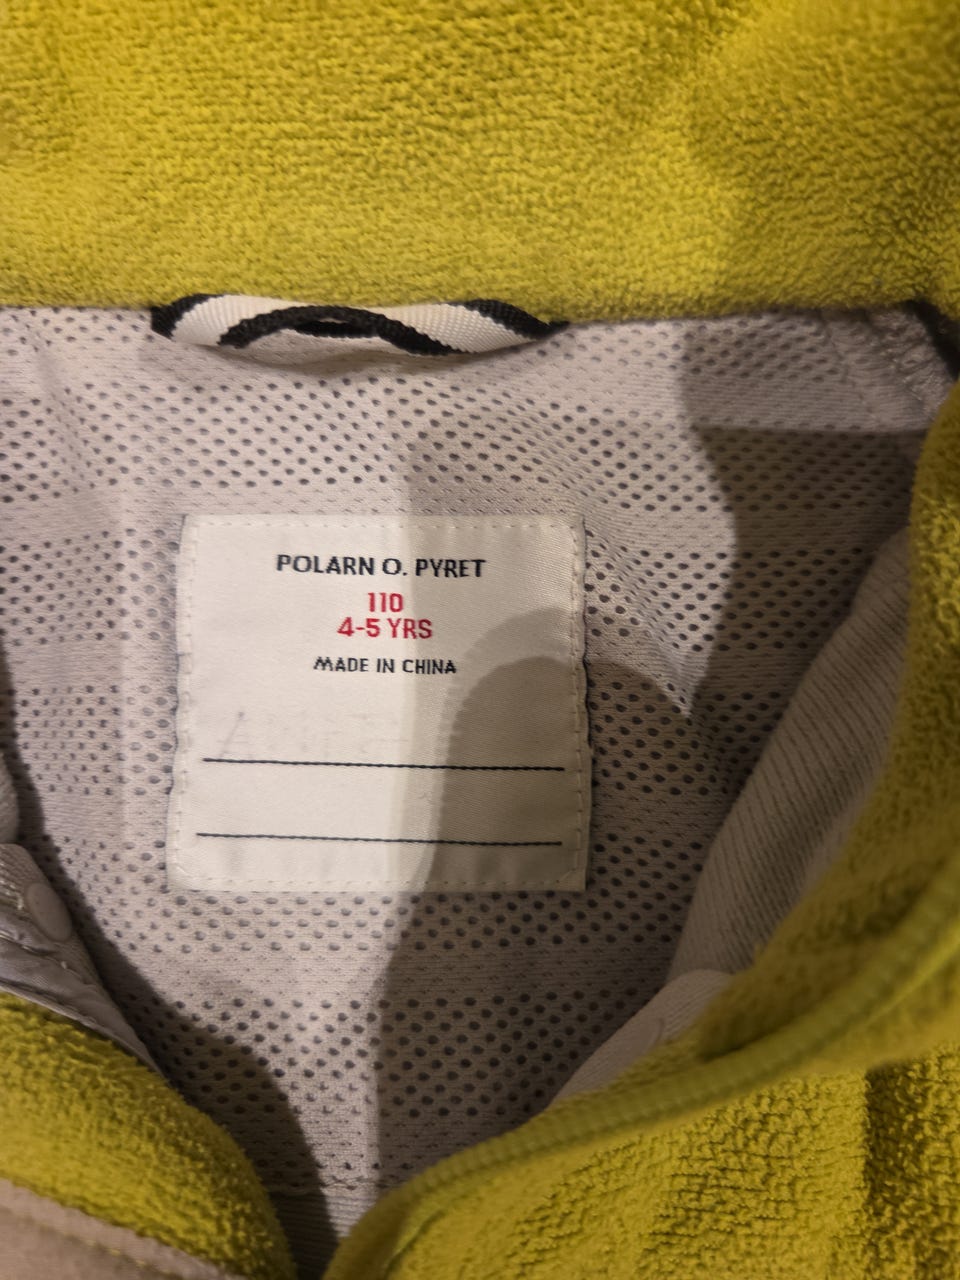 POLARN O. PYRET
110
4-5 YRS
MADE IN CHINA